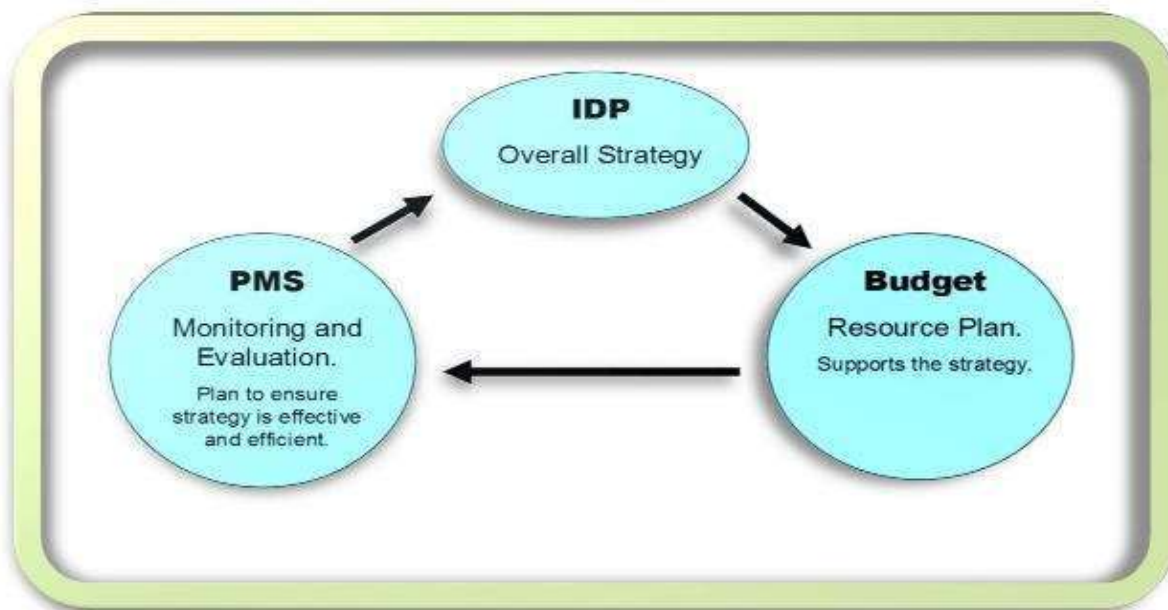 IDP
Overall Strategy
PMS
Monitoring and
Evaluation.
Plan to ensure
strategy is effective
and efficient.
Budget
Resource Plan.
Supports the strategy.